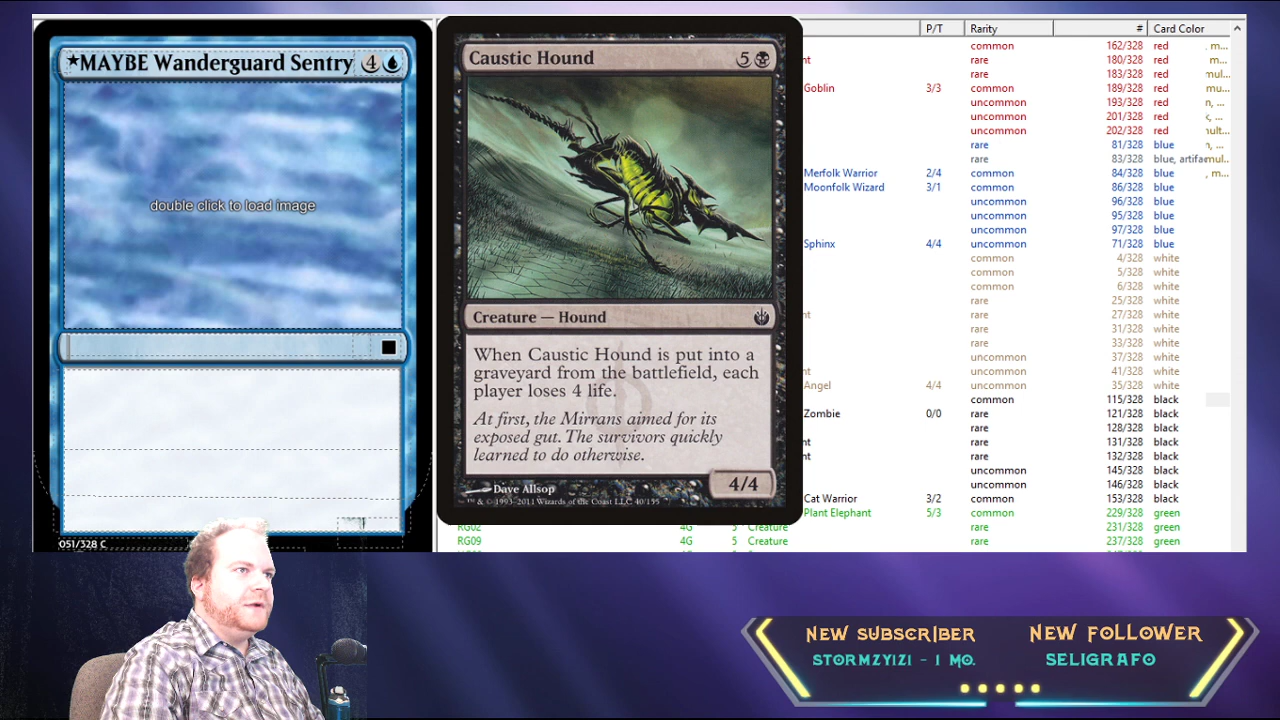 ★MAYBE Wanderguard Sentry 4
double click to load image
051/328 C
Caustic Hound 5
Creature — Hound
When Caustic Hound is put into a
graveyard from the battlefield, each
player loses 4 life.
At first, the Mirrans aimed for its
exposed gut. The survivors quickly
learned to do otherwise.
Dave Allsop
™ & © 1993-2011 Wizards of the Coast LLC 40/155
4/4
P/T Rarity # Card Color
common 162/328 red
rare 180/328 red
rare 183/328 red
Goblin 3/3 common 189/328 red
uncommon 193/328 red
uncommon 201/328 red
uncommon 202/328 red
rare 81/328 blue
rare 83/328 blue,
Merfolk Warrior 2/4 common 84/328 blue
Moonfolk Wizard 3/1 common 86/328 blue
uncommon 96/328 blue
uncommon 95/328 blue
uncommon 97/328 blue
Sphinx 4/4 uncommon 71/328 blue
common 4/328 white
common 5/328 white
common 6/328 white
rare 25/328 white
rare 27/328 white
rare 31/328 white
rare 33/328 white
uncommon 37/328 white
uncommon 41/328 white
Angel 4/4 uncommon 35/328 white
common 115/328 black
Zombie 0/0 rare 121/328 black
rare 128/328 black
rare 131/328 black
rare 132/328 black
uncommon 145/328 black
uncommon 146/328 black
Cat Warrior 3/2 common 153/328 black
Plant Elephant 5/3 common 229/328 green
RG02 4G 5 Creature rare 231/328 green
RG09 4G 5 Creature rare 237/328 green
NEW SUBSCRIBER
STORMZYIZI - 1 MO.
NEW FOLLOWER
SELIGRAFO